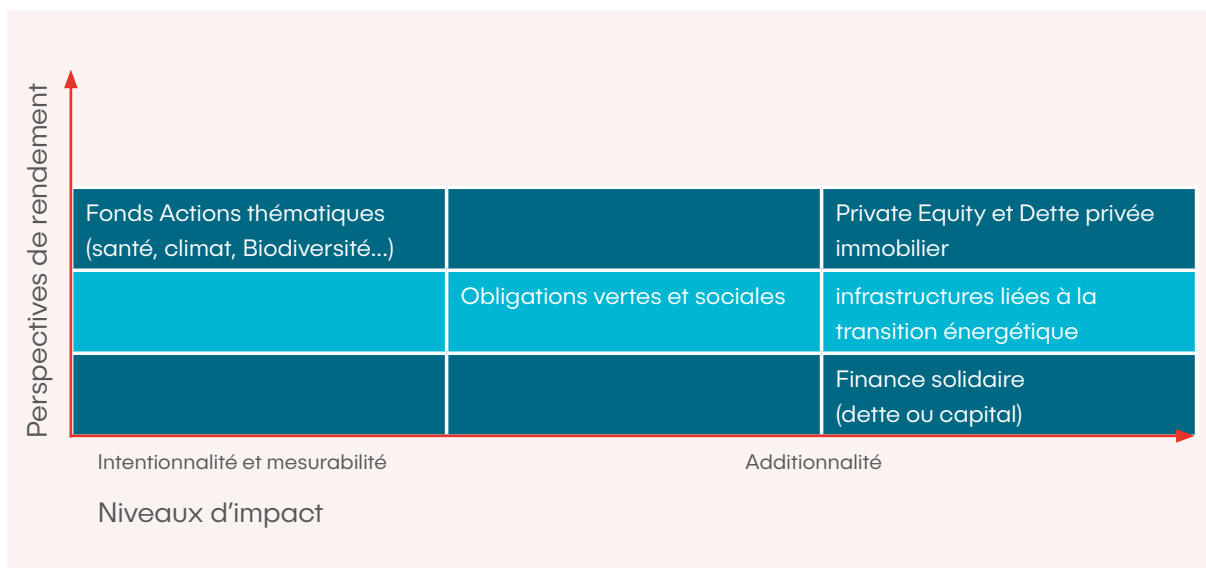 Perspectives de rendement
Fonds Actions thématiques
(santé, climat, Biodiversité...)
Private Equity et Dette privée
immobilier
Obligations vertes et sociales
infrastructures liées à la
transition énergétique
Finance solidaire
(dette ou capital)
Intentionnalité et mesurabilité
Additionnalité
Niveaux d'impact